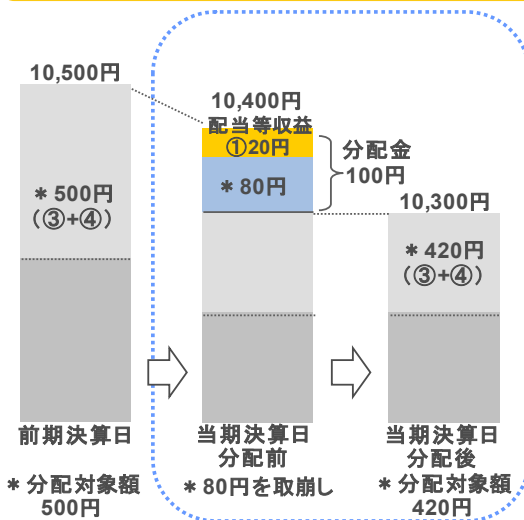 10,500円
10,400円
配当等収益
①20円
分配金
100円
10,300円
＊500円
（③+④）
＊80円
＊420円
（③+④）
前期決算日
当期決算日
分配前
当期決算日
分配後
＊分配対象額
500円
＊80円を取崩し
＊分配対象額
420円